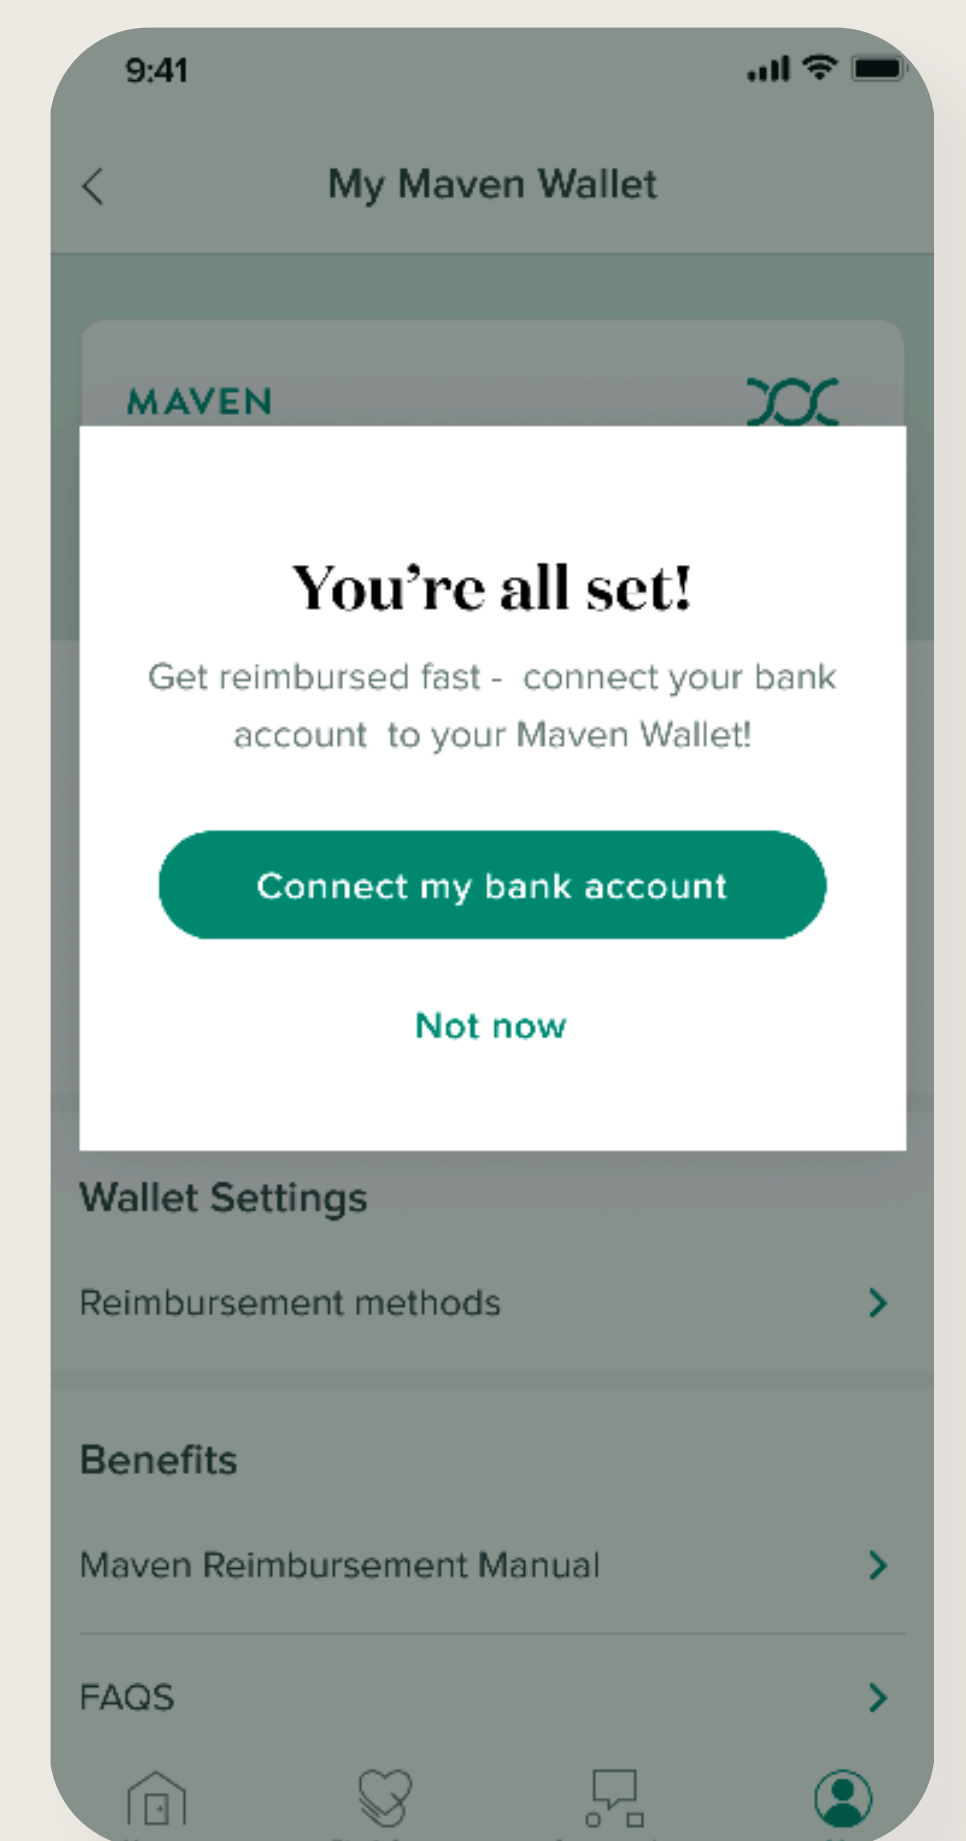 9:41
My Maven Wallet
MAVEN
You're all set!
Get reimbursed fast - connect your bank
account to your Maven Wallet!
Connect my bank account
Not now
Wallet Settings
Reimbursement methods
Benefits
Maven Reimbursement Manual
FAQS